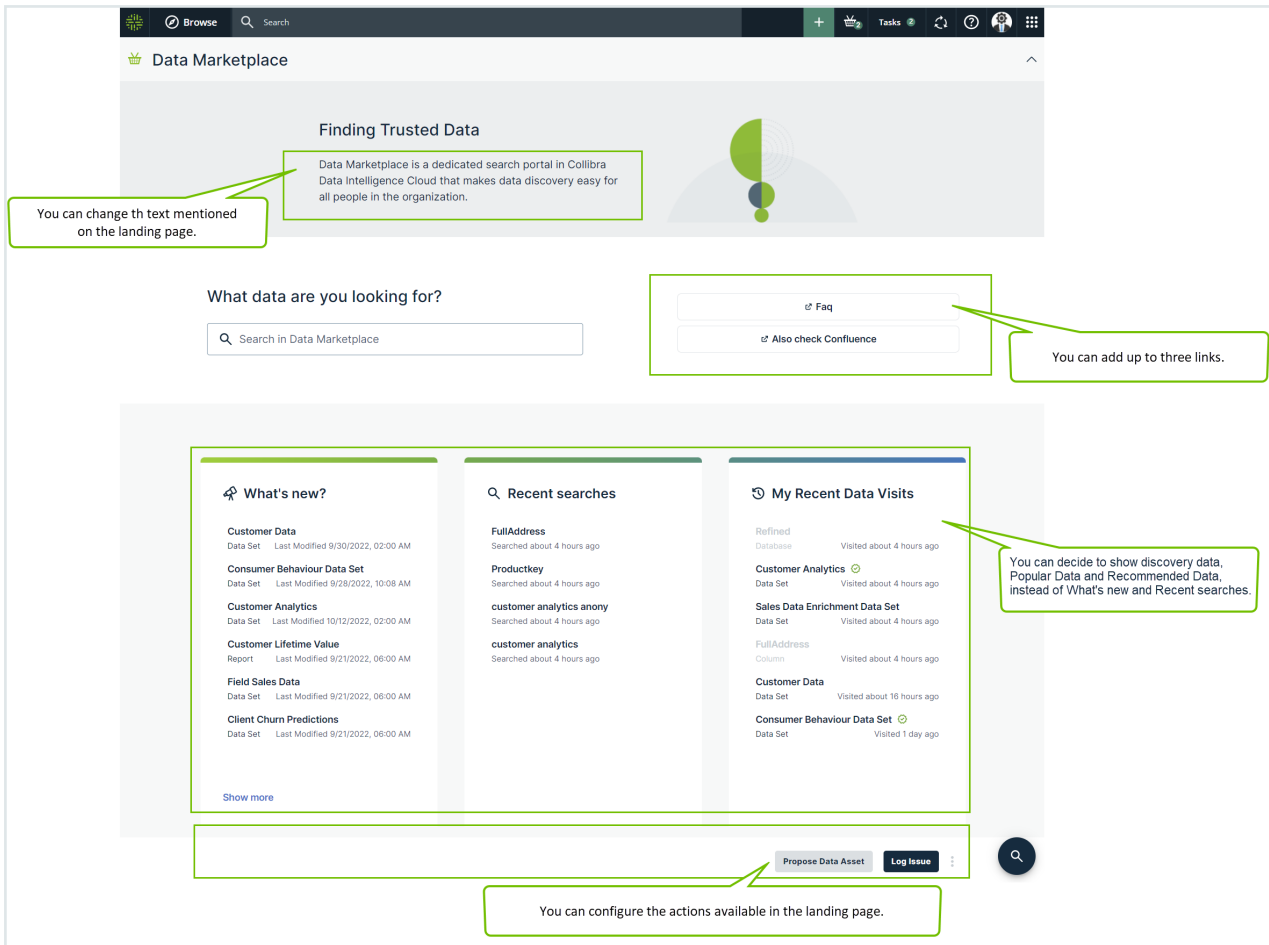 Browse
Search
2
Tasks 2
Data Marketplace
Finding Trusted Data
Data Marketplace is a dedicated search portal in Collibra
Data Intelligence Cloud that makes data discovery easy for
all people in the organization.
You can change th text mentioned
on the landing page.
What data are you looking for?
Search in Data Marketplace
Faq
Also check Confluence
You can add up to three links.
What's new?
Customer Data
Data Set Last Modified 9/30/2022, 02:00 AM
Consumer Behaviour Data Set
Data Set Last Modified 9/28/2022, 10:08 AM
Customer Analytics
Data Set Last Modified 10/12/2022, 02:00 AM
Customer Lifetime Value
Report Last Modified 9/21/2022, 06:00 AM
Field Sales Data
Data Set Last Modified 9/21/2022, 06:00 AM
Client Churn Predictions
Data Set Last Modified 9/21/2022, 06:00 AM
Show more
Recent searches
FullAddress
Searched about 4 hours ago
Productkey
Searched about 4 hours ago
customer analytics anony
Searched about 4 hours ago
customer analytics
Searched about 4 hours ago
My Recent Data Visits
Refined
Database Visited about 4 hours ago
Customer Analytics
Data Set Visited about 4 hours ago
Sales Data Enrichment Data Set
Data Set Visited about 4 hours ago
FullAddress
Column Visited about 4 hours ago
Customer Data
Data Set Visited about 16 hours ago
Consumer Behaviour Data Set
Data Set Visited 1 day ago
You can decide to show discovery data,
Popular Data and Recommended Data,
instead of What's new and Recent searches.
Propose Data Asset
Log Issue
You can configure the actions available in the landing page.